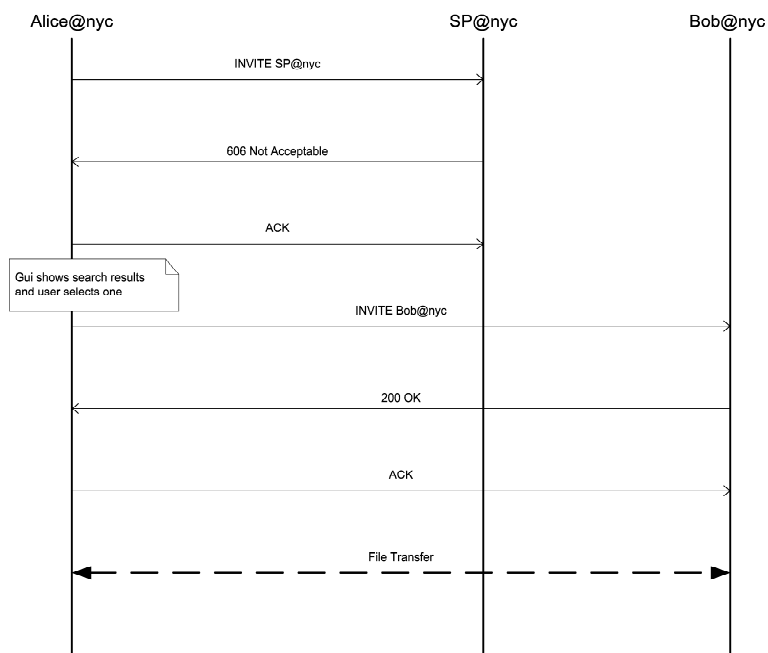 Alice@nyc SP@nyc Bob@nyc
INVITE SP@nyc
606 Not Acceptable
ACK
Gui shows search results
and user selects one
INVITE Bob@nyc
200 OK
ACK
File Transfer